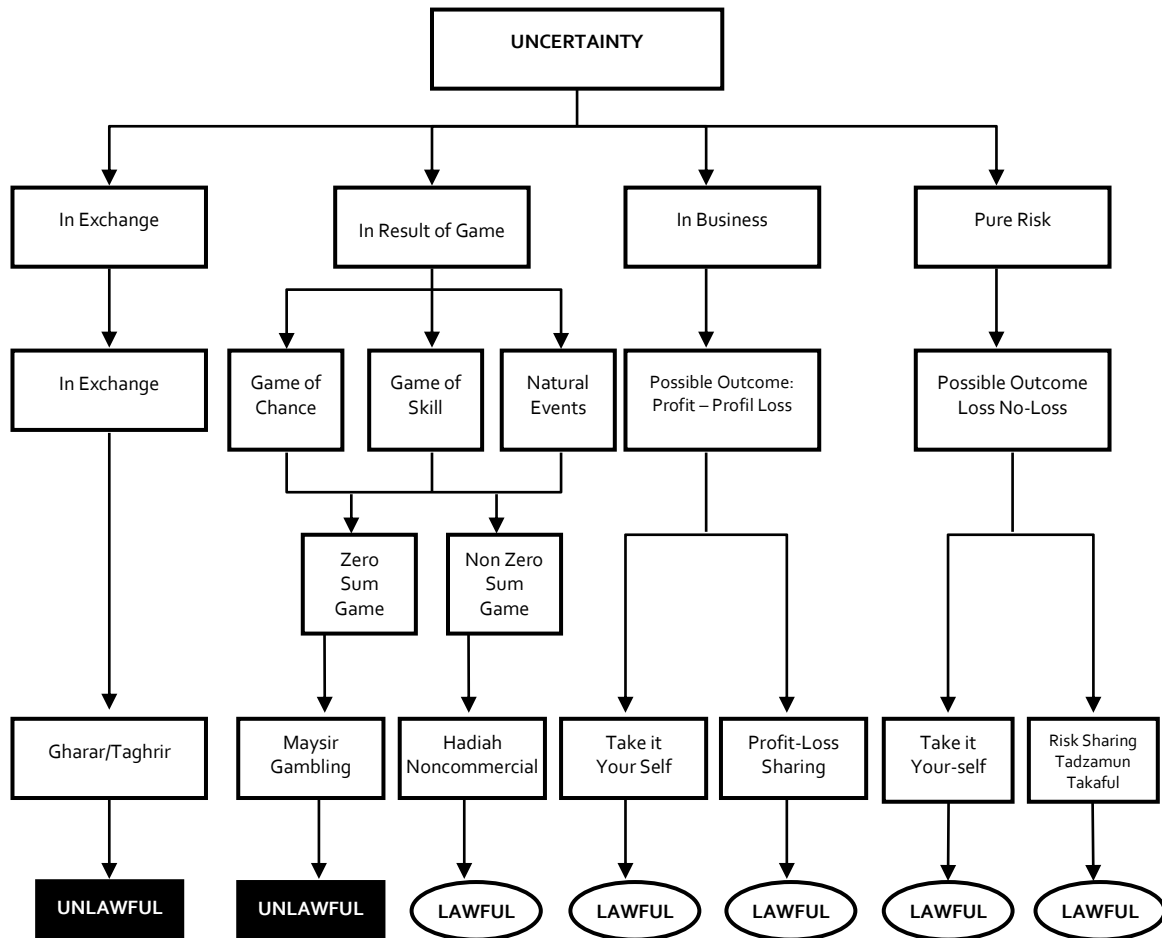 UNCERTAINTY
In Exchange
In Result of Game
In Business
Pure Risk
In Exchange
Game of
Chance
Game of
Skill
Natural
Events
Possible Outcome:
Profit – Profil Loss
Possible Outcome
Loss No-Loss
Zero
Sum
Game
Non Zero
Sum
Game
Gharar/Taghrir
Maysir
Gambling
Hadiah
Noncommercial
Take it
Your Self
Profit-Loss
Sharing
Take it
Your-self
Risk Sharing
Tadzamun
Takaful
UNLAWFUL
UNLAWFUL
LAWFUL
LAWFUL
LAWFUL
LAWFUL
LAWFUL